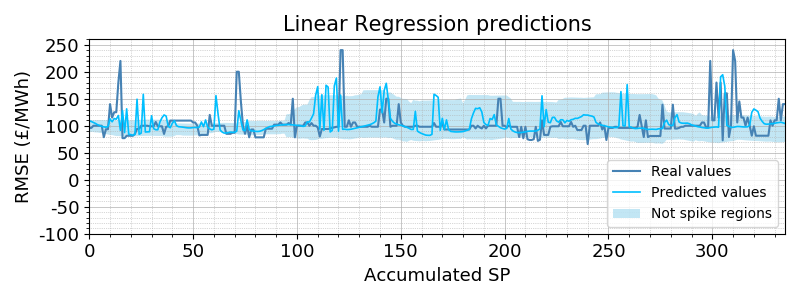 Linear Regression predictions
RMSE (£/MWh)
250
200
150
100
50
0
-50
-100
0 50 100 150 200 250 300
Accumulated SP
Real values
Predicted values
Not spike regions